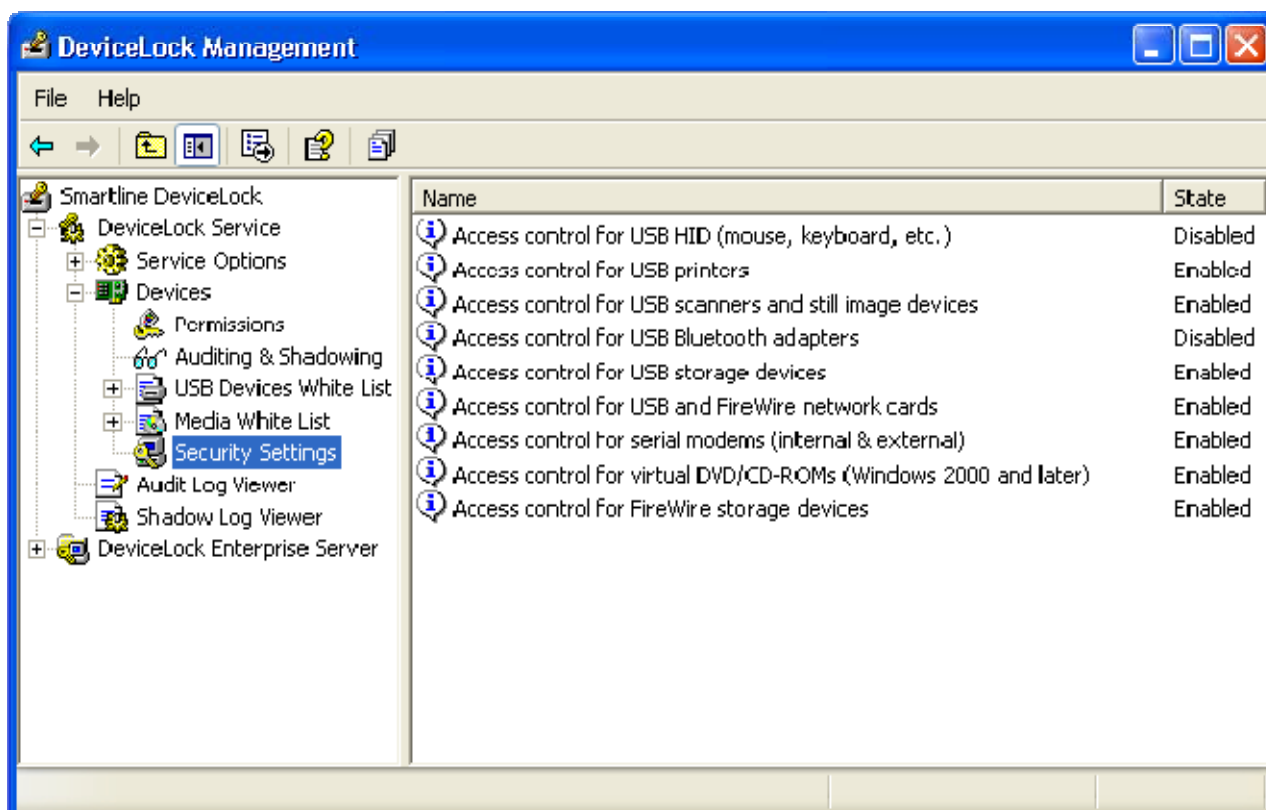 DeviceLock Management
File Help
Smartline DeviceLock
DeviceLock Service
Service Options
Devices
Permissions
Auditing & Shadowing
USB Devices White List
Media White List
Security Settings
Audit Log Viewer
Shadow Log Viewer
DeviceLock Enterprise Server
Name State
Access control for USB HID (mouse, keyboard, etc.) Disabled
Access control for USB printers Enabled
Access control for USB scanners and still image devices Enabled
Access control for USB Bluetooth adapters Disabled
Access control for USB storage devices Enabled
Access control for USB and FireWire network cards Enabled
Access control for serial modems (internal & external) Enabled
Access control for virtual DVD/CD-ROMs (Windows 2000 and later) Enabled
Access control for FireWire storage devices Enabled